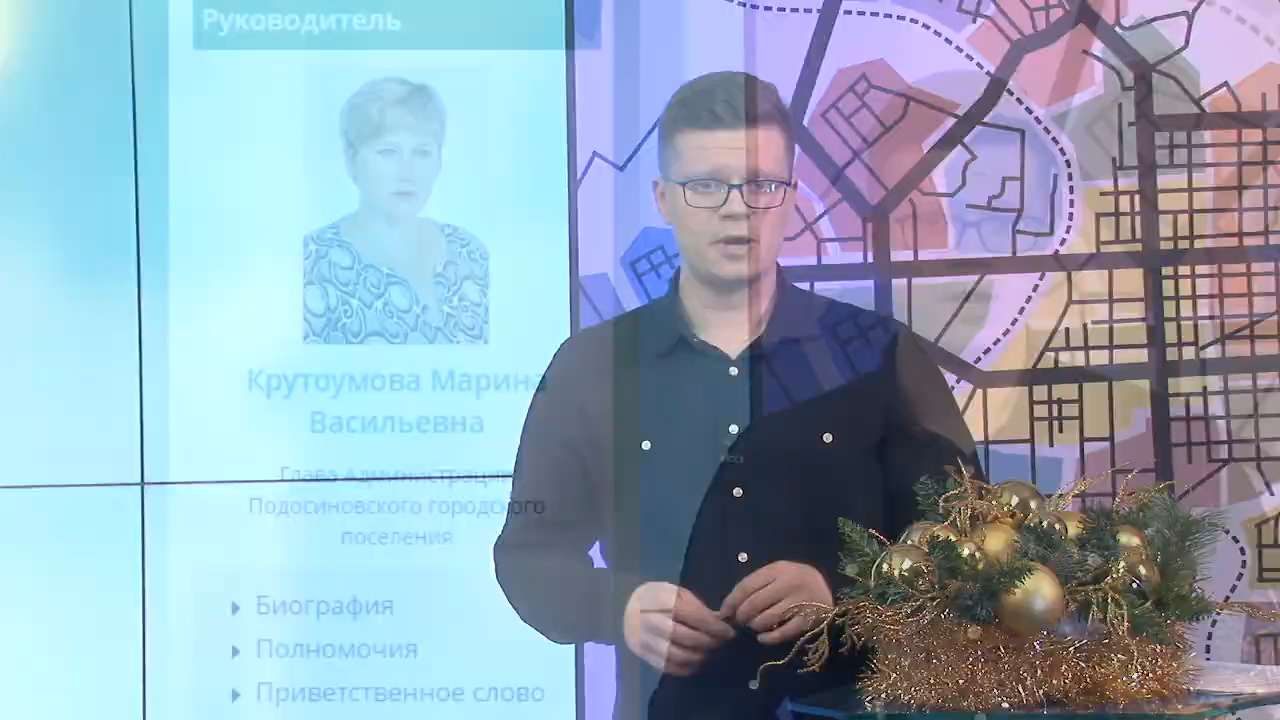 Руководитель
Крутоумова Марина
Васильевна
Глава Администрации
Подосиновского городского
поселения
Биография
Полномочия
Приветственное слово